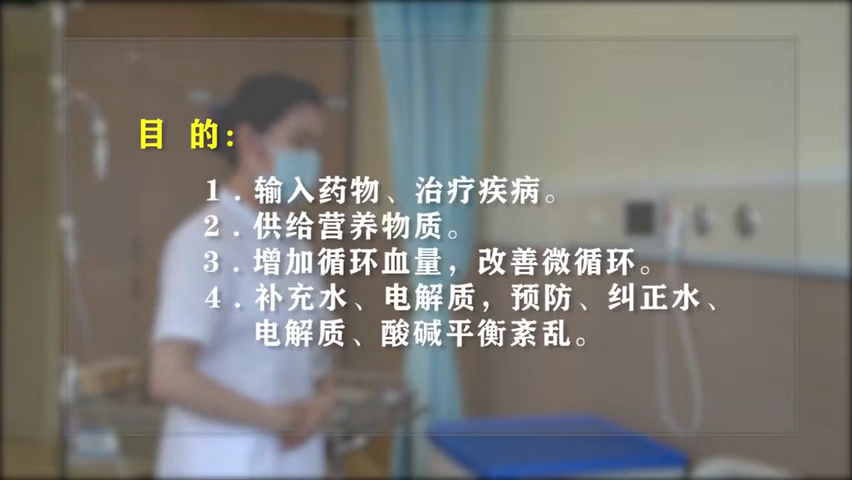 目 的:
1．输入药物、治疗疾病。
2．供给营养物质。
3．增加循环血量，改善微循环。
4．补充水、电解质，预防、纠正水、
电解质、酸碱平衡紊乱。